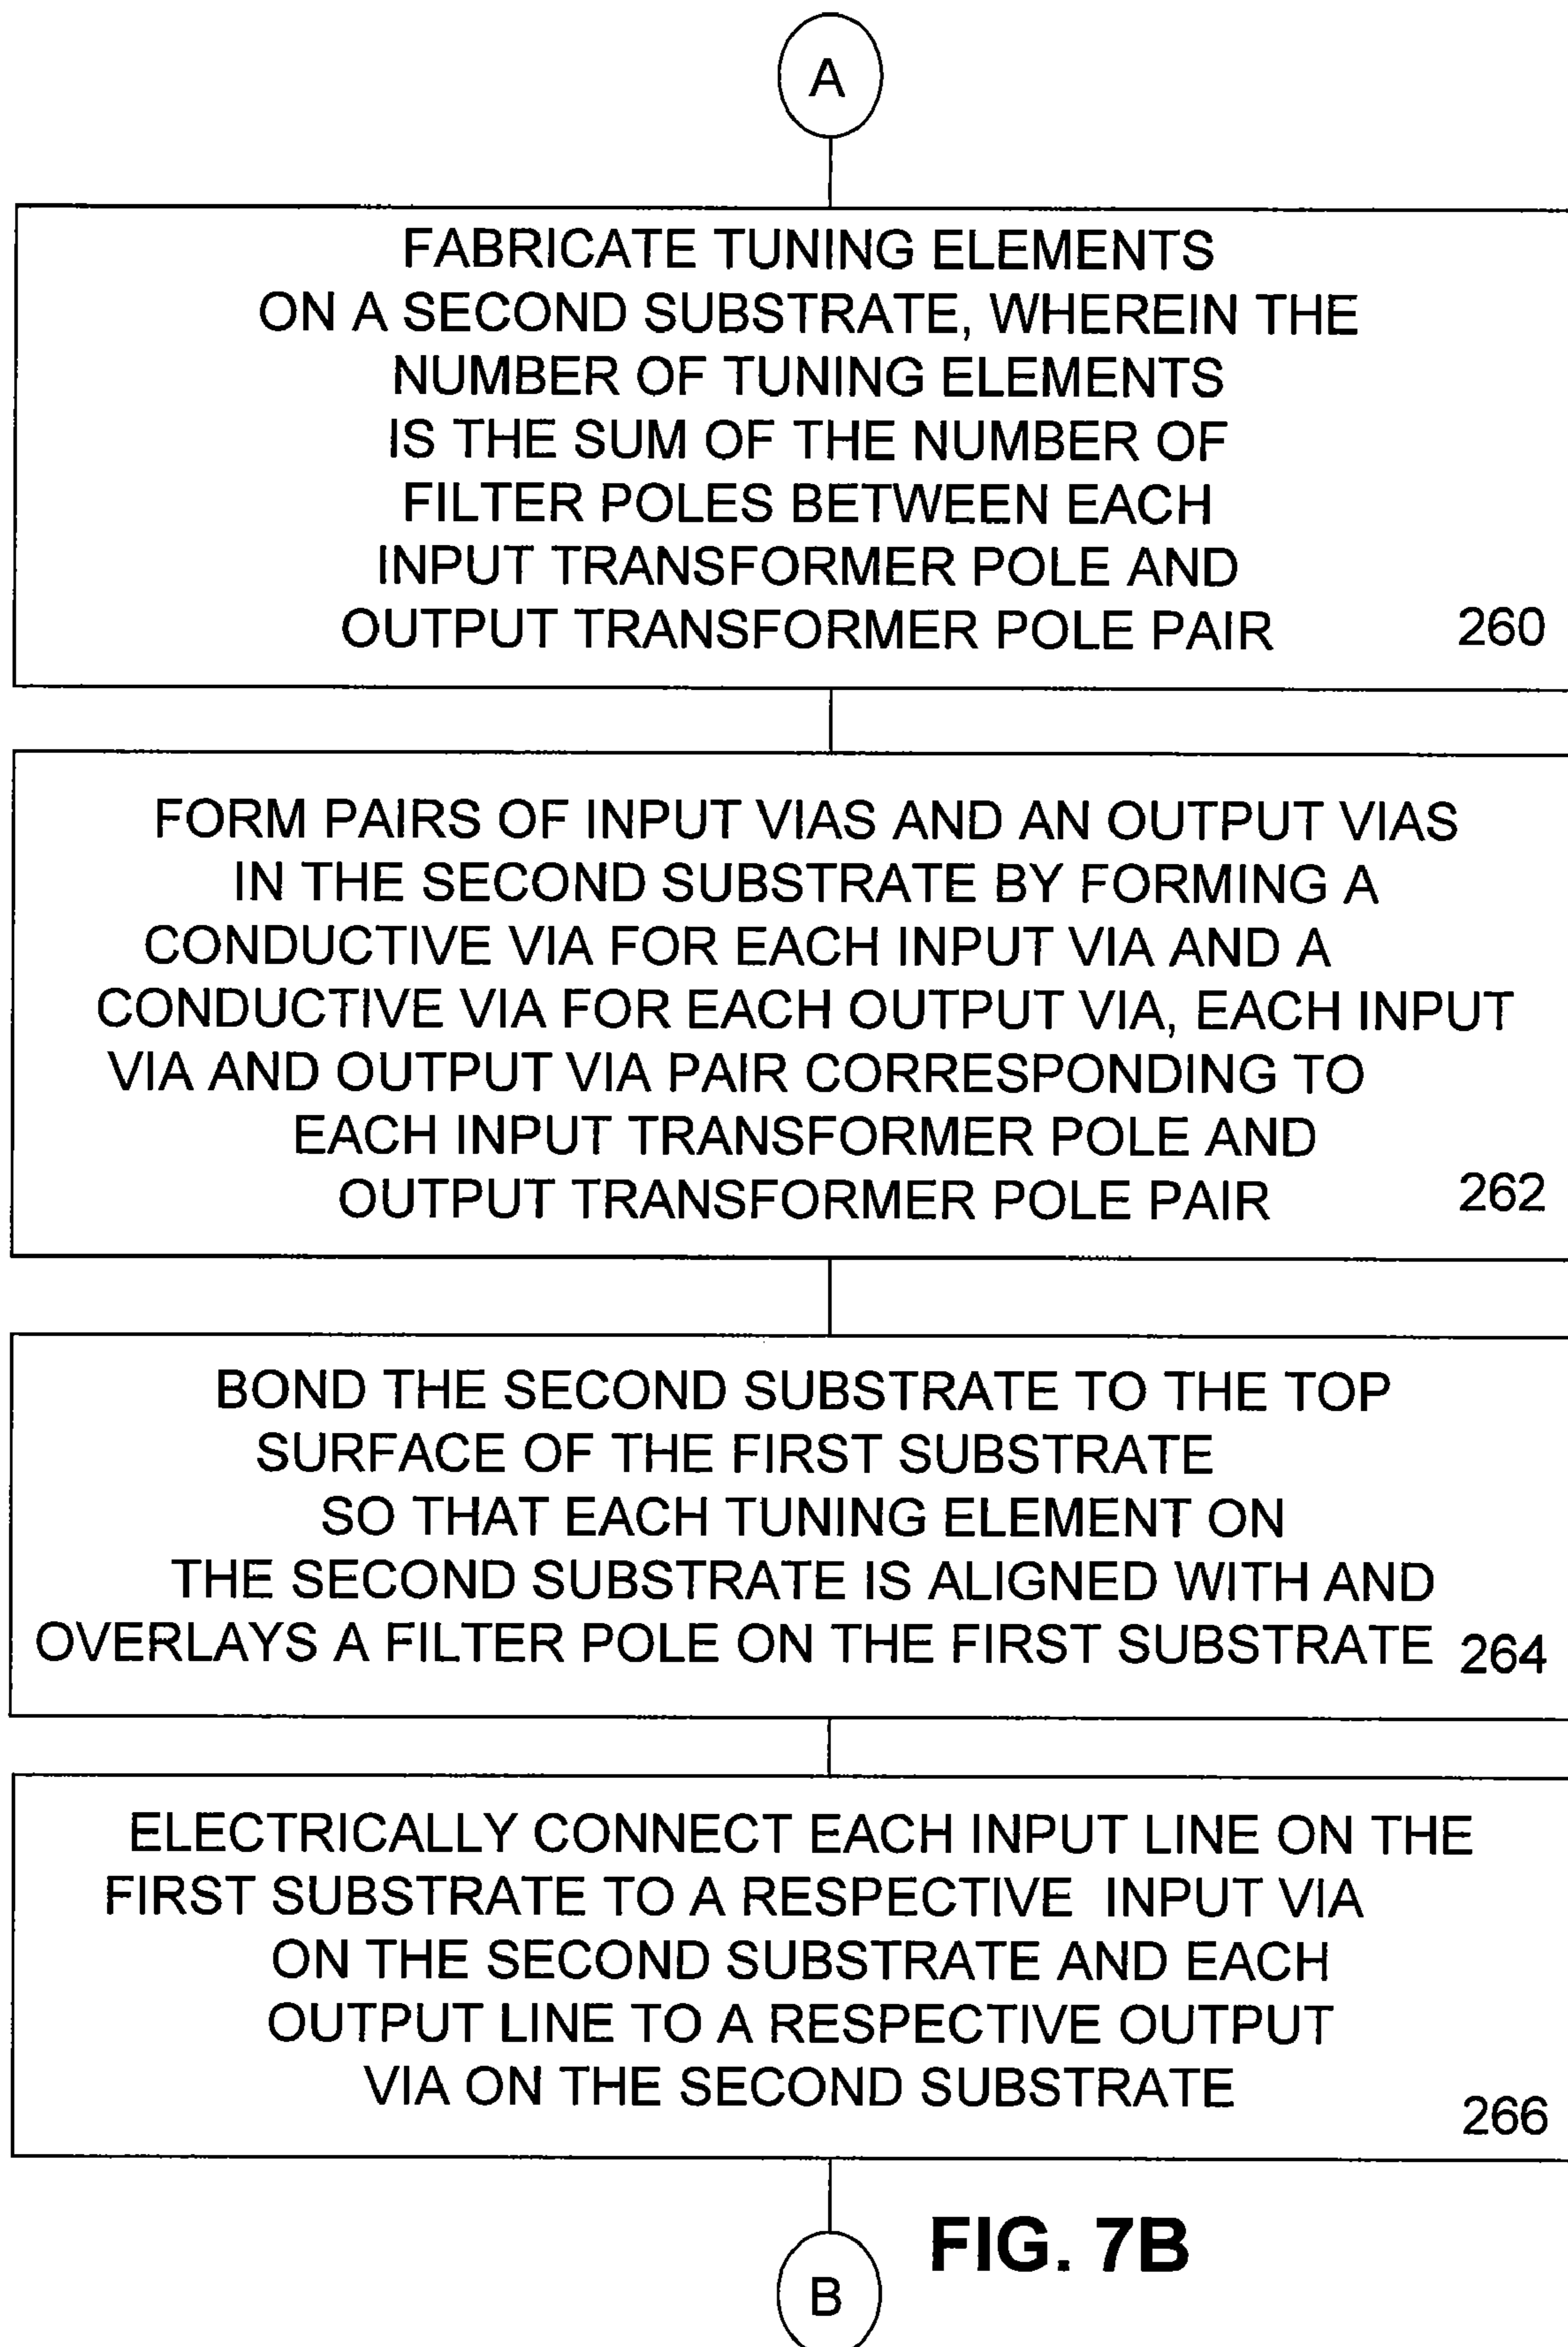 A
FABRICATE TUNING ELEMENTS
ON A SECOND SUBSTRATE, WHEREIN THE
NUMBER OF TUNING ELEMENTS
IS THE SUM OF THE NUMBER OF
FILTER POLES BETWEEN EACH
INPUT TRANSFORMER POLE AND
OUTPUT TRANSFORMER POLE PAIR 260
FORM PAIRS OF INPUT VIAS AND AN OUTPUT VIAS
IN THE SECOND SUBSTRATE BY FORMING A
CONDUCTIVE VIA FOR EACH INPUT VIA AND A
CONDUCTIVE VIA FOR EACH OUTPUT VIA, EACH INPUT
VIA AND OUTPUT VIA PAIR CORRESPONDING TO
EACH INPUT TRANSFORMER POLE AND
OUTPUT TRANSFORMER POLE PAIR 262
BOND THE SECOND SUBSTRATE TO THE TOP
SURFACE OF THE FIRST SUBSTRATE
SO THAT EACH TUNING ELEMENT ON
THE SECOND SUBSTRATE IS ALIGNED WITH AND
OVERLAYS A FILTER POLE ON THE FIRST SUBSTRATE 264
ELECTRICALLY CONNECT EACH INPUT LINE ON THE
FIRST SUBSTRATE TO A RESPECTIVE INPUT VIA
ON THE SECOND SUBSTRATE AND EACH
OUTPUT LINE TO A RESPECTIVE OUTPUT
VIA ON THE SECOND SUBSTRATE
266
FIG. 7B
B